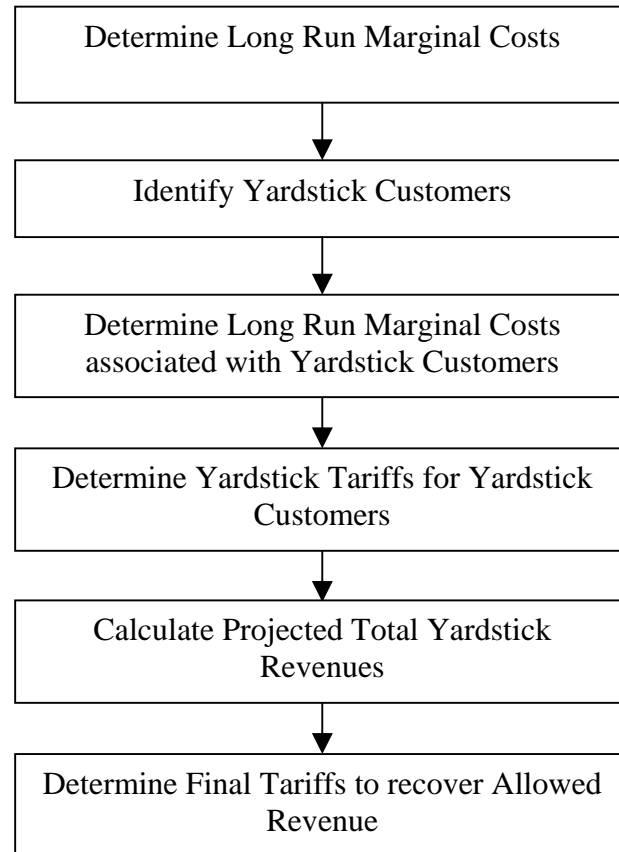 Determine Long Run Marginal Costs
Identify Yardstick Customers
Determine Long Run Marginal Costs
associated with Yardstick Customers
Determine Yardstick Tariffs for Yardstick
Customers
Calculate Projected Total Yardstick
Revenues
Determine Final Tariffs to recover Allowed
Revenue